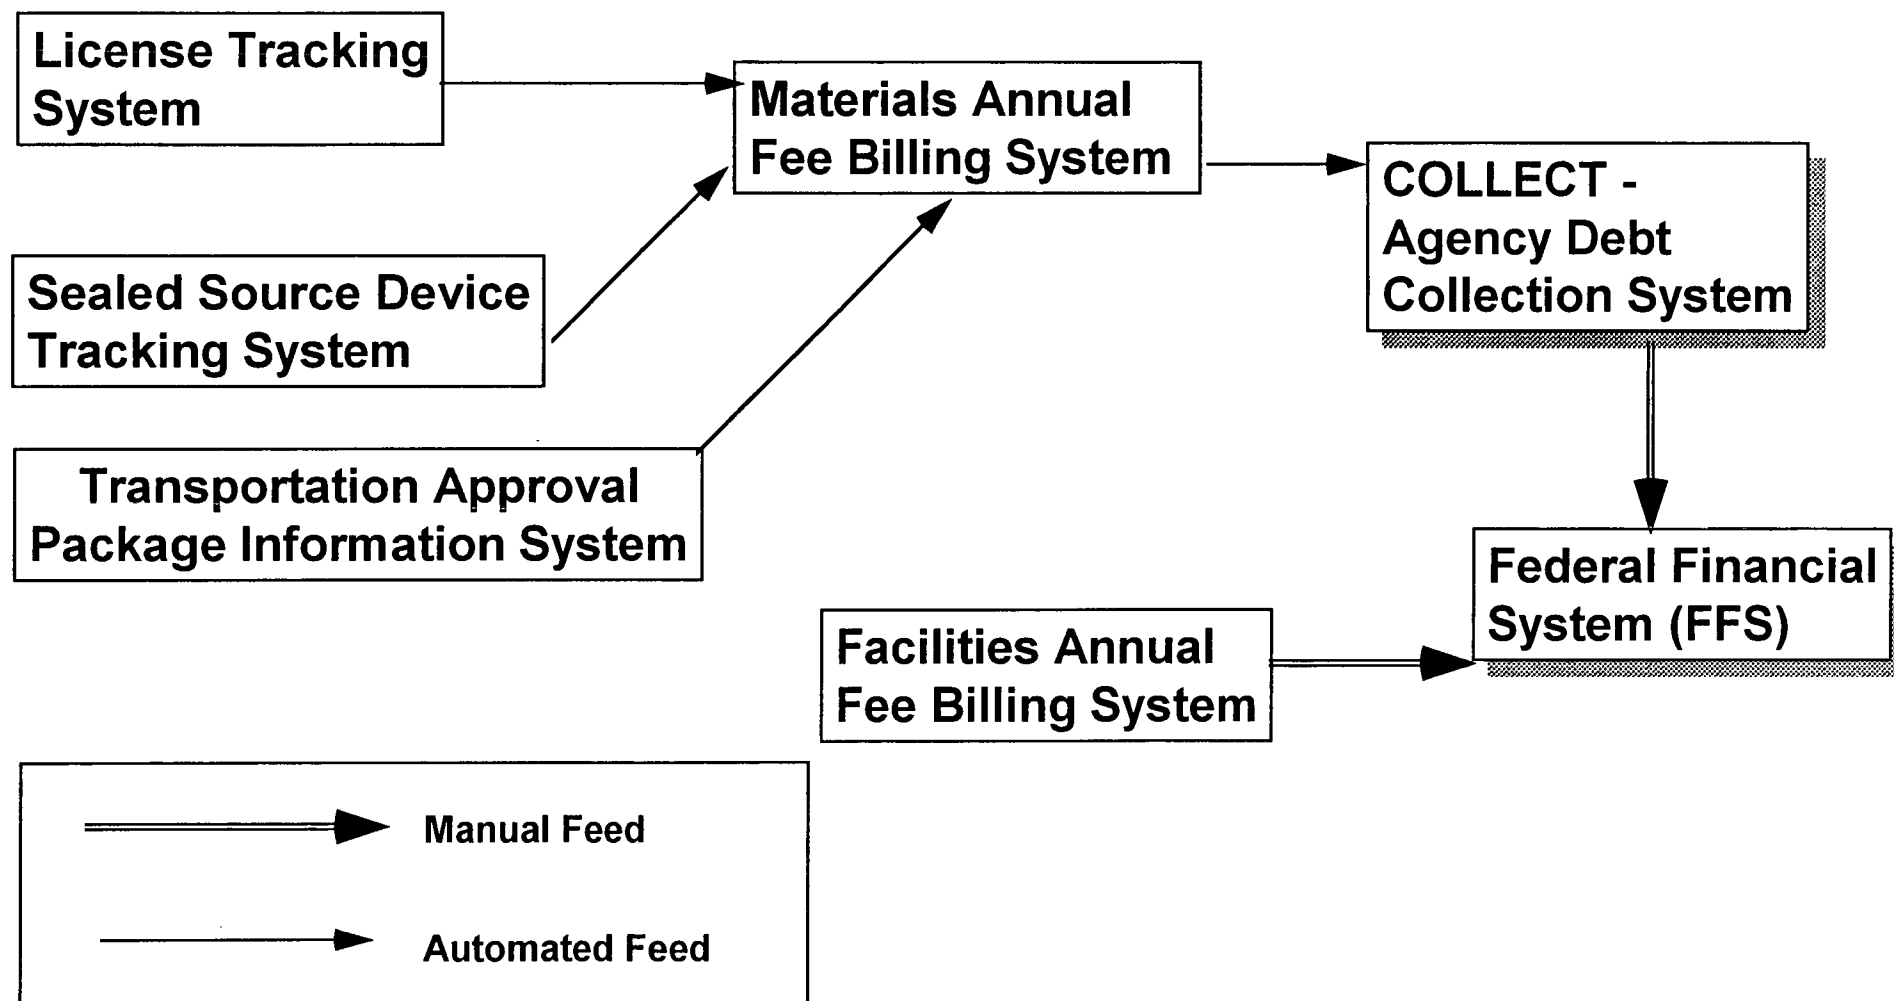 License Tracking
System
Materials Annual
Fee Billing System
COLLECT -
Agency Debt
Collection System
Sealed Source Device
Tracking System
Transportation Approval
Package Information System
Federal Financial
System (FFS)
Facilities Annual
Fee Billing System
Manual Feed
Automated Feed